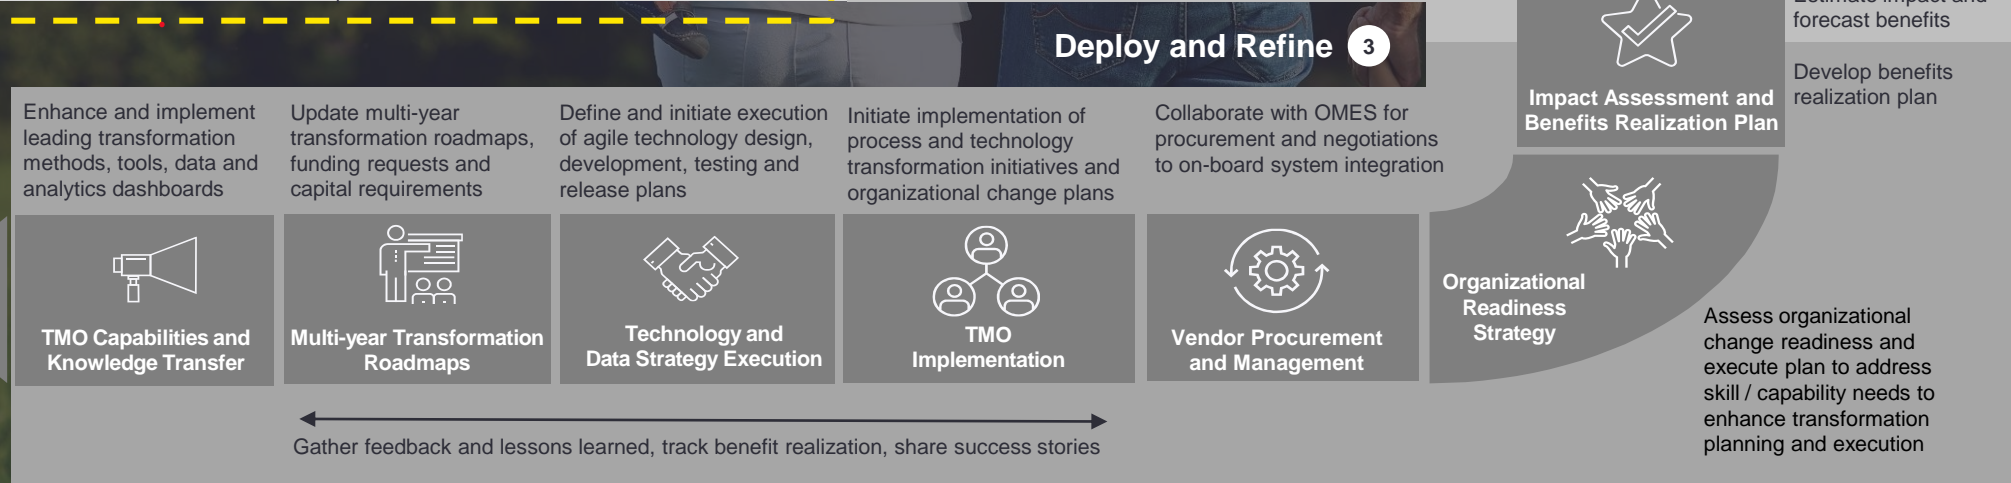 Deploy and Refine 3
Estimate impact and
forecast benefits
Develop benefits
realization plan
Impact Assessment and
Benefits Realization Plan
Enhance and implement
leading transformation
methods, tools, data and
analytics dashboards
Update multi-year
transformation roadmaps,
funding requests and
capital requirements
Define and initiate execution
of agile technology design,
development, testing and
release plans
Initiate implementation of
process and technology
transformation initiatives and
organizational change plans
Collaborate with OMES for
procurement and negotiations
to on-board system integration
TMO Capabilities and
Knowledge Transfer
Multi-year Transformation
Roadmaps
Technology and
Data Strategy Execution
TMO
Implementation
Vendor Procurement
and Management
Organizational
Readiness
Strategy
Assess organizational
change readiness and
execute plan to address
skill / capability needs to
enhance transformation
planning and execution
Gather feedback and lessons learned, track benefit realization, share success stories